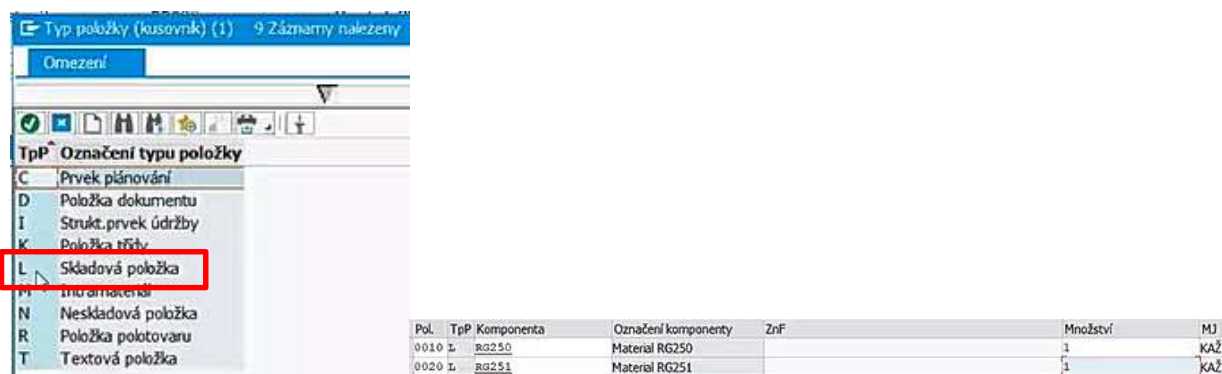 Typ položky (kusovník) (1) 9 Záznamy nalezeny
Omezení
TpP Označení typu položky
C Prvek plánování
D Položka dokumentu
I Strukt.prvek údržby
K Položka třídy
L Skladová položka
M Intramateriál
N Neskladová položka
R Položka polotovaru
T Textová položka
Pol. TpP Komponenta Označení komponenty ZnF Množství MJ
0010 L RG250 Material RG250 1 KAŽ
0020 L RG251 Material RG251 1 KAŽ